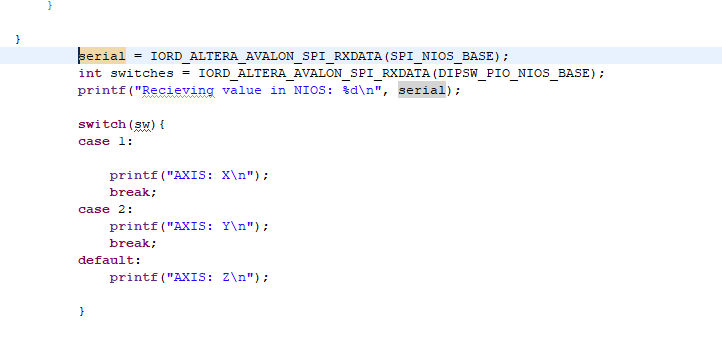 }
}
serial = IORD_ALTERA_AVALON_SPI_RXDATA(SPI_NIOS_BASE);
int switches = IORD_ALTERA_AVALON_SPI_RXDATA(DIPSW_PIO_NIOS_BASE);
printf("Recieving value in NIOS: %d\n", serial);
switch(sw){
case 1:
printf("AXIS: X\n");
break;
case 2:
printf("AXIS: Y\n");
break;
default:
printf("AXIS: Z\n");
}